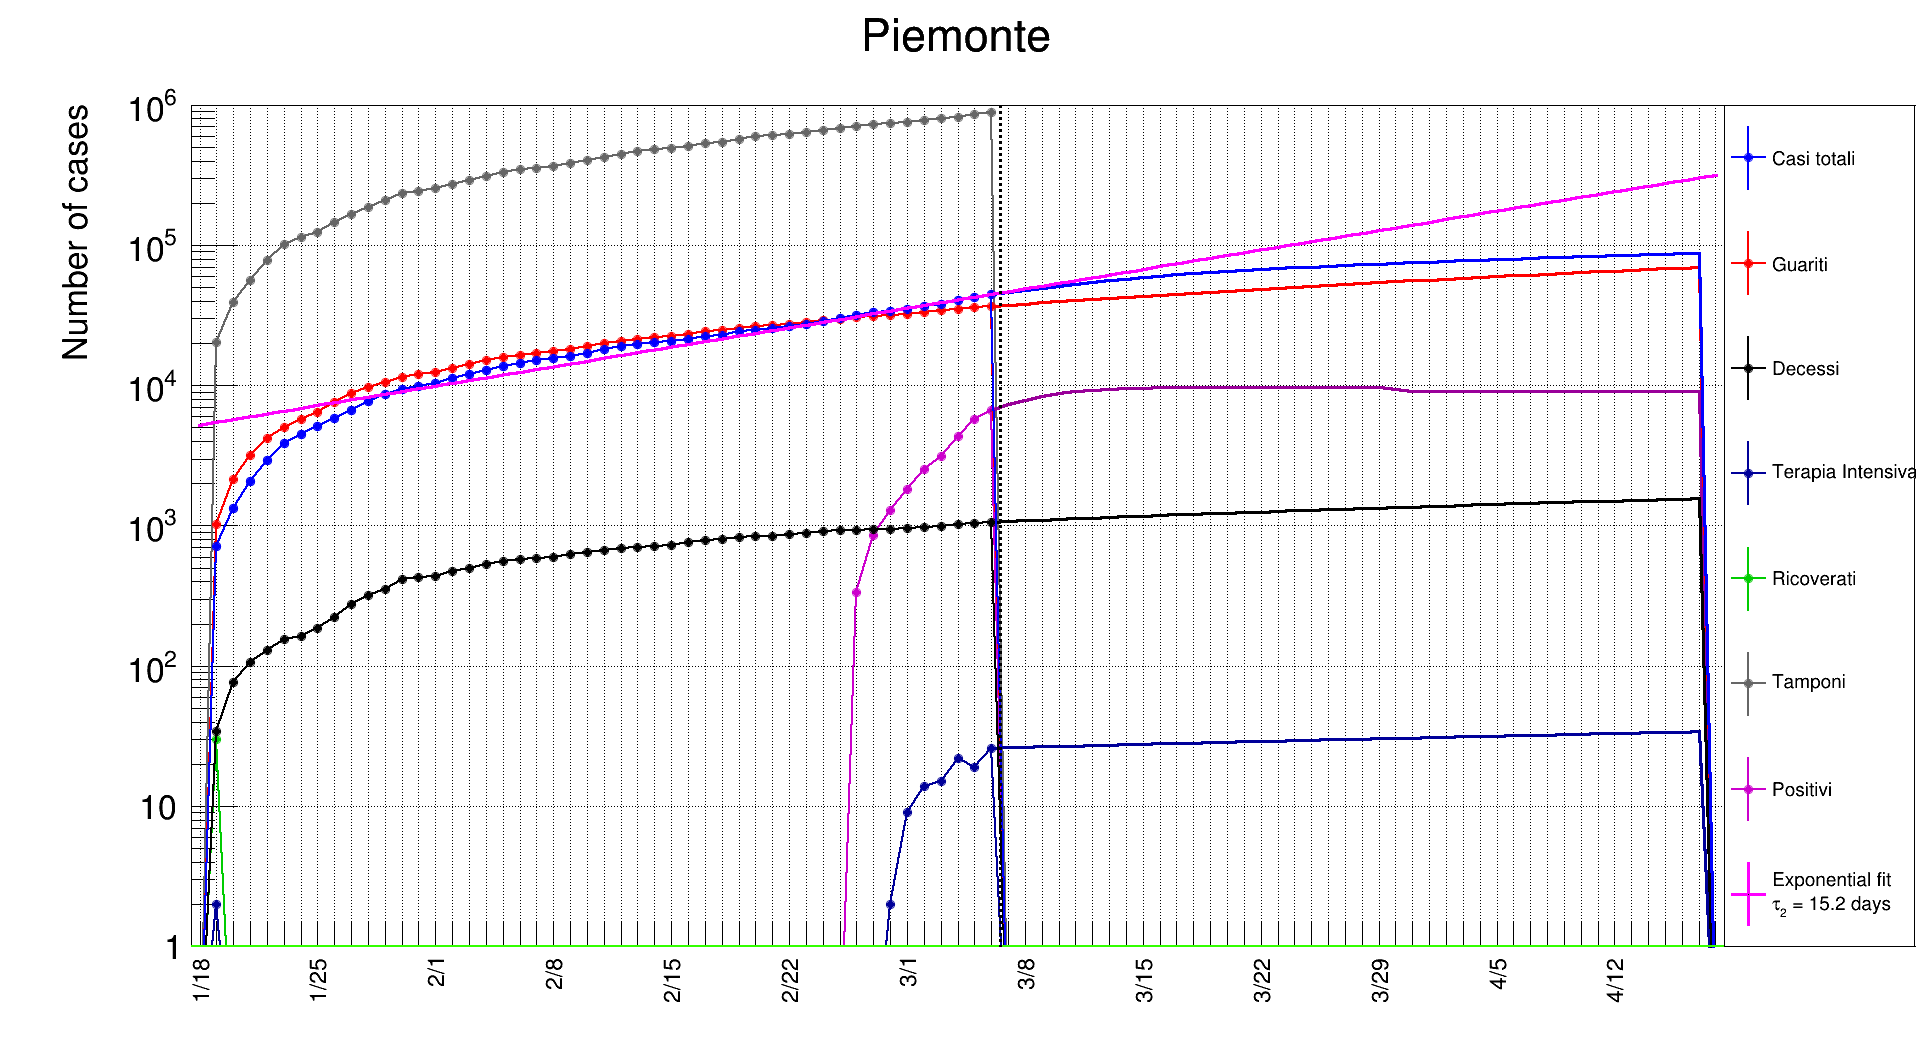 Piemonte
Number of cases
10^6
10^5
10^4
10^3
10^2
10
1
1/18
1/25
2/1
2/8
2/15
2/22
3/1
3/8
3/15
3/22
3/29
4/5
4/12
Casi totali
Guariti
Decessi
Terapia Intensiva
Ricoverati
Tamponi
Positivi
Exponential fit
τ₂ = 15.2 days